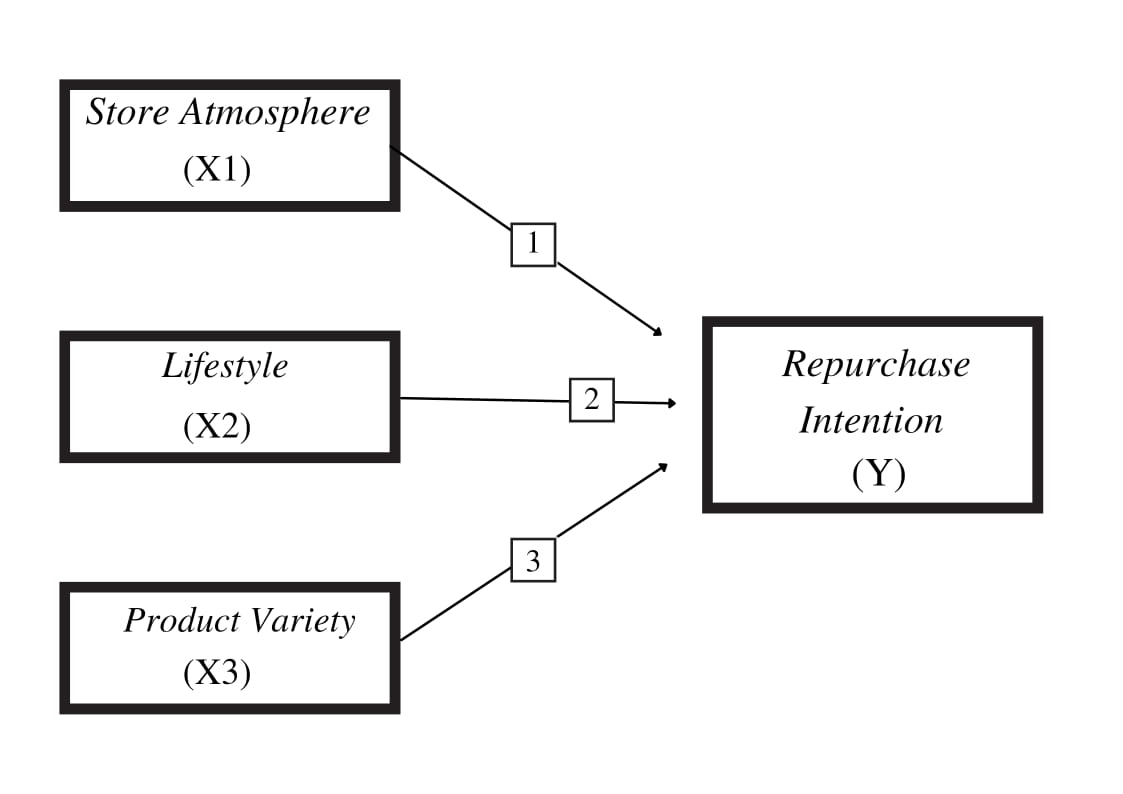 Store Atmosphere
(X1)
1
Lifestyle
(X2)
2
Repurchase
Intention
(Y)
3
Product Variety
(X3)